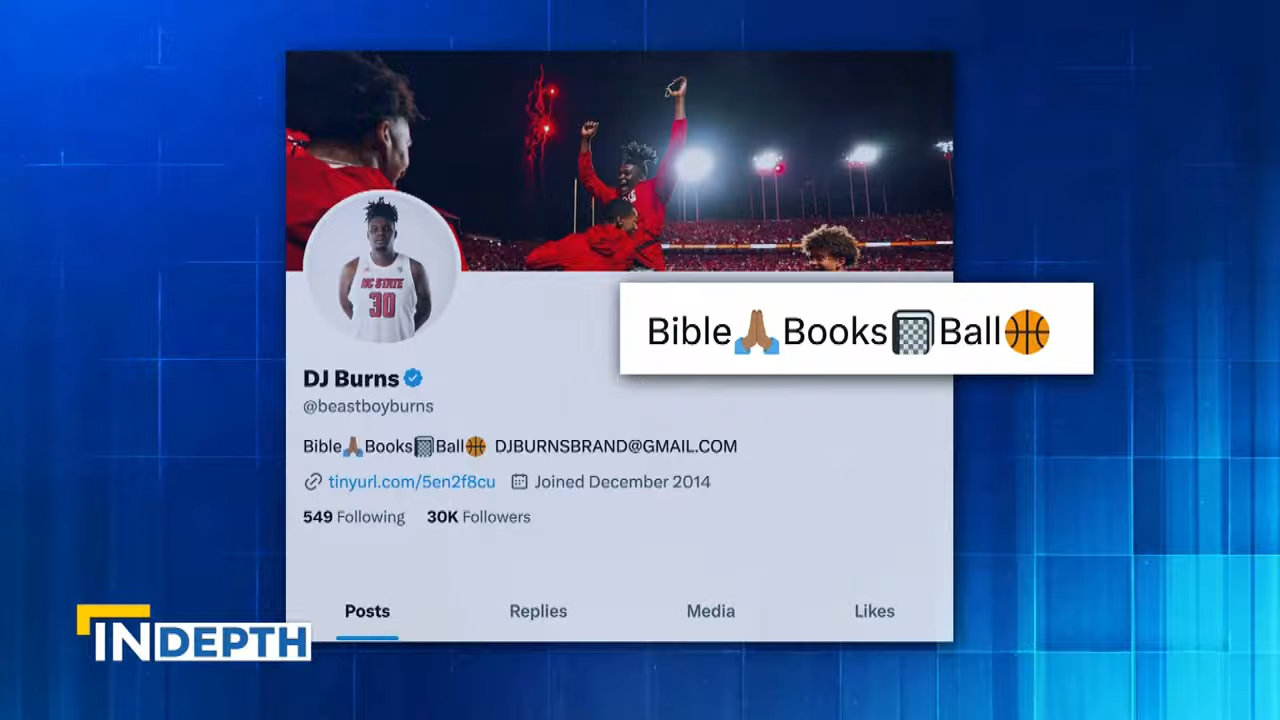 NC STATE
30
Bible🙏🏽Books📓Ball🏀
DJ Burns
@beastboyburns
Bible🙏🏽Books📓Ball🏀 DJBURNSBRAND@GMAIL.COM
tinyurl.com/5en2f8cu Joined December 2014
549 Following 30K Followers
Posts Replies Media Likes
INDEPTH